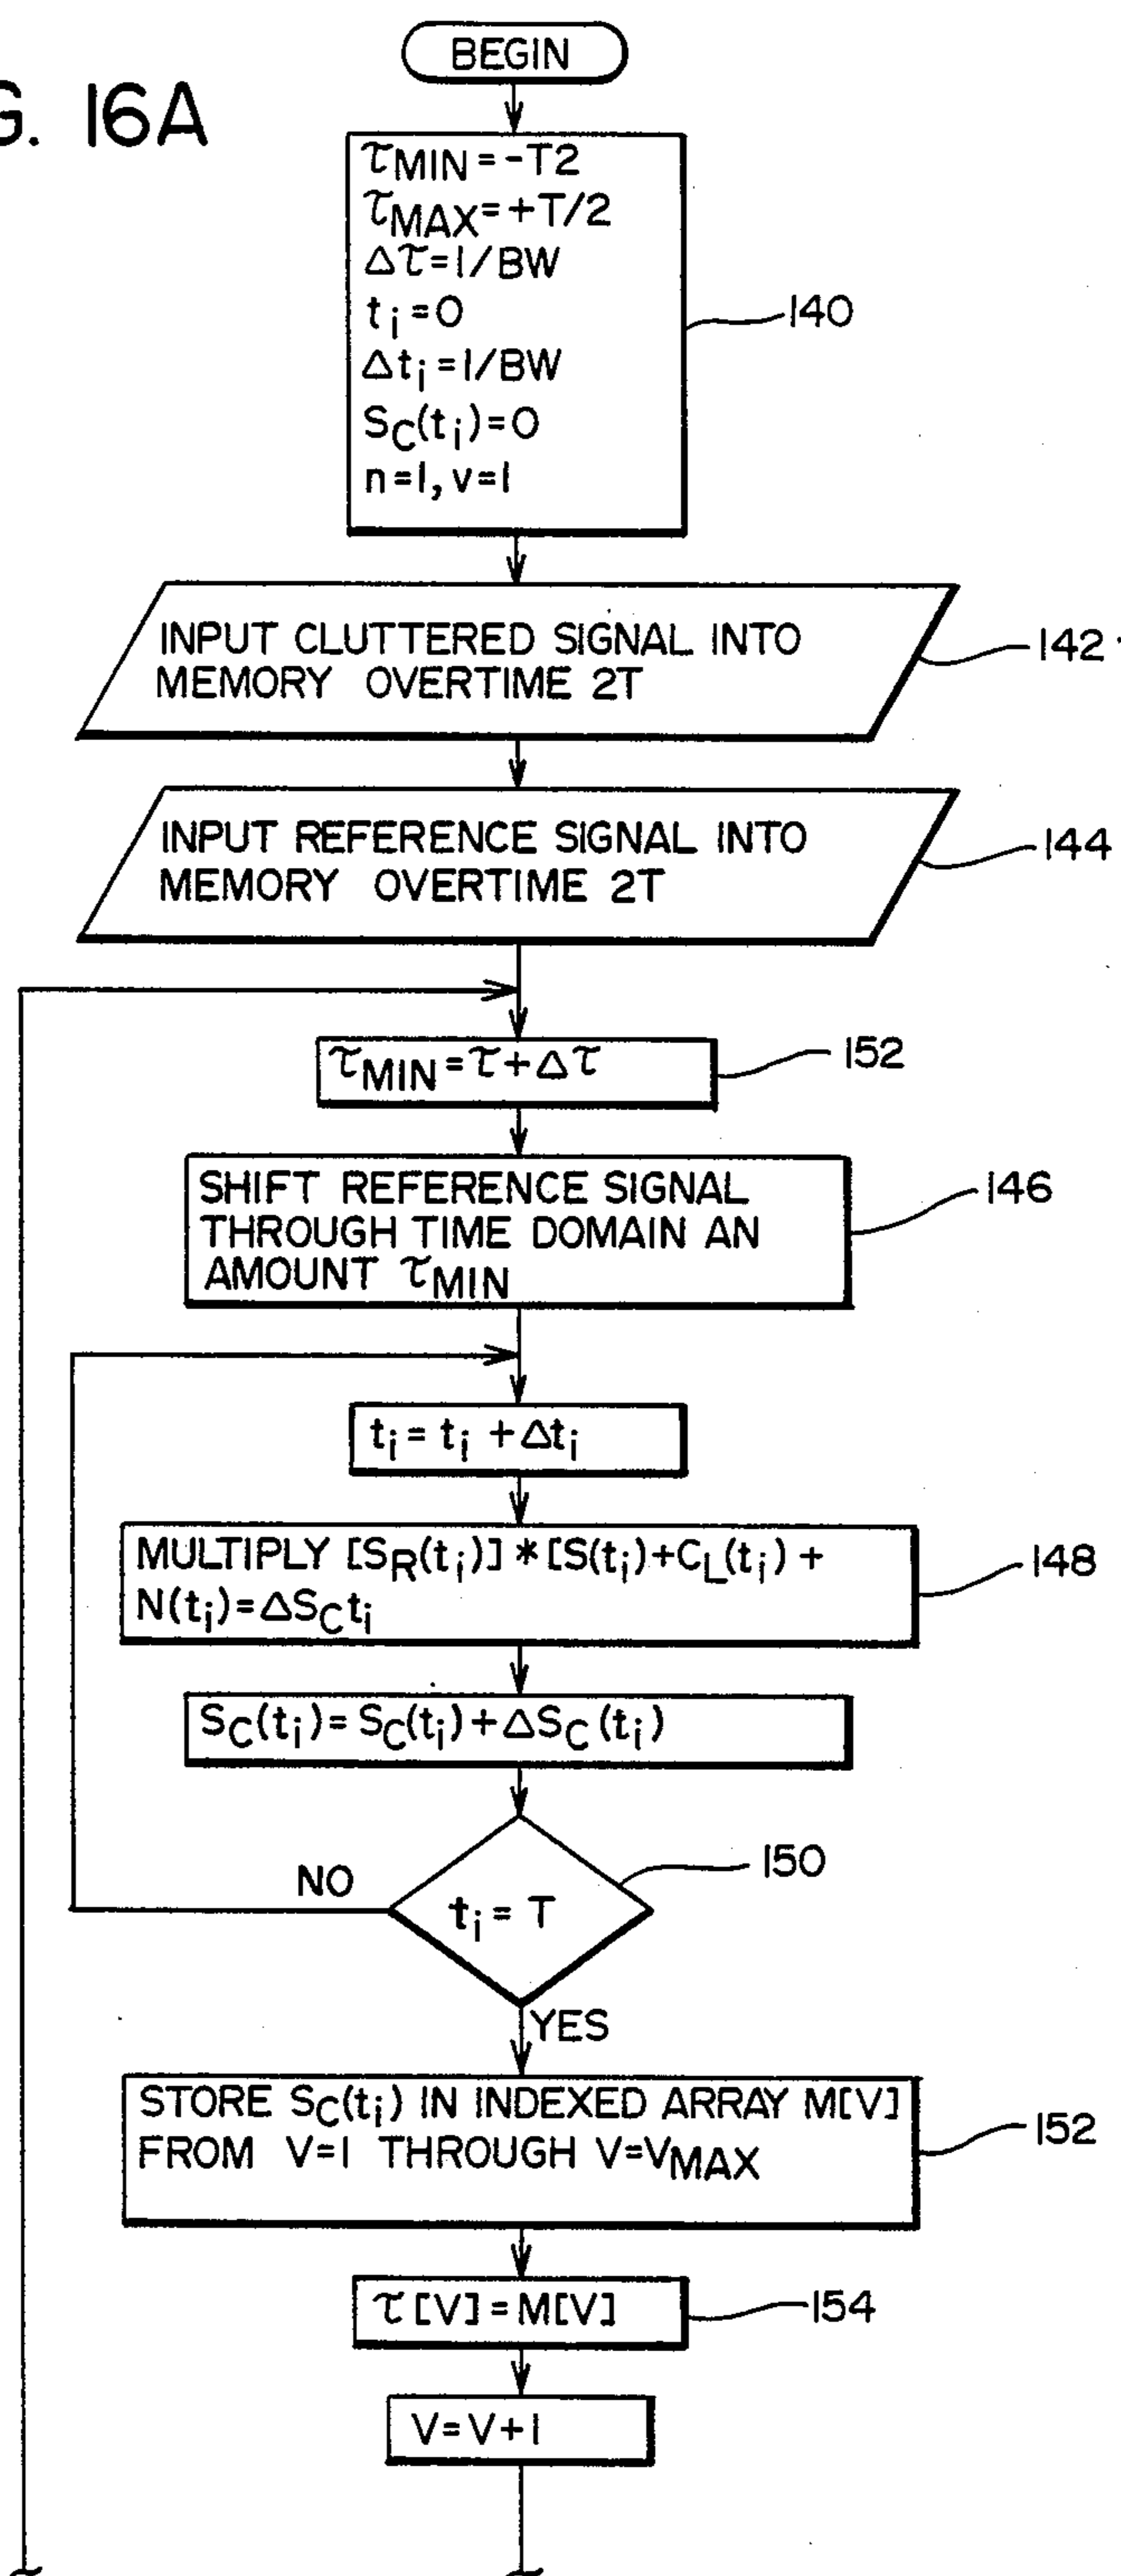 G. 16A
BEGIN
τMIN = -T2
τMAX = +T/2
Δτ = 1/BW
ti = 0
Δti = 1/BW
SC(ti) = 0
n=1, v=1
140
INPUT CLUTTERED SIGNAL INTO
MEMORY OVERTIME 2T
142
INPUT REFERENCE SIGNAL INTO
MEMORY OVERTIME 2T
144
τMIN = τ + Δτ
152
SHIFT REFERENCE SIGNAL
THROUGH TIME DOMAIN AN
AMOUNT τMIN
146
ti = ti + Δti
MULTIPLY [SR(ti)] * [S(ti)+CL(ti) +
N(ti) = ΔSCti
148
SC(ti) = SC(ti) + ΔSC(ti)
ti = T
150
NO
YES
STORE SC(ti) IN INDEXED ARRAY M[V]
FROM V=1 THROUGH V=VMAX
152
τ[V] = M[V]
154
V=V+1